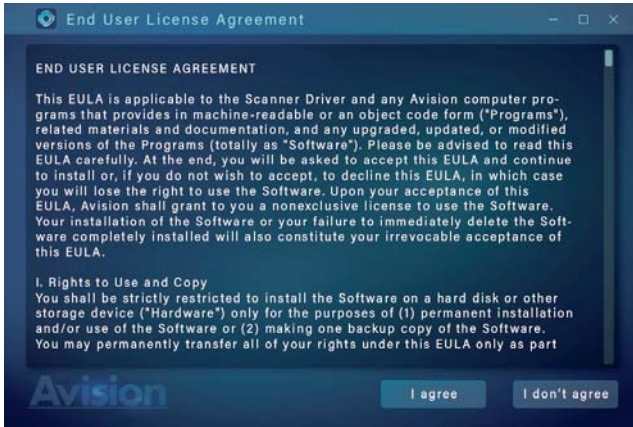 End User License Agreement
END USER LICENSE AGREEMENT
This EULA is applicable to the Scanner Driver and any Avision computer pro-
grams that provides in machine-readable or an object code form ("Programs"),
related materials and documentation, and any upgraded, updated, or modified
versions of the Programs (totally as "Software"). Please be advised to read this
EULA carefully. At the end, you will be asked to accept this EULA and continue
to install or, if you do not wish to accept, to decline this EULA, in which case
you will lose the right to use the Software. Upon your acceptance of this
EULA, Avision shall grant to you a nonexclusive license to use the Software.
Your installation of the Software or your failure to immediately delete the Soft-
ware completely installed will also constitute your irrevocable acceptance of
this EULA.
I. Rights to Use and Copy
You shall be strictly restricted to install the Software on a hard disk or other
storage device ("Hardware") only for the purposes of (1) permanent installation
and/or use of the Software or (2) making one backup copy of the Software.
You may permanently transfer all of your rights under this EULA only as part
Avision
I agree
I don't agree